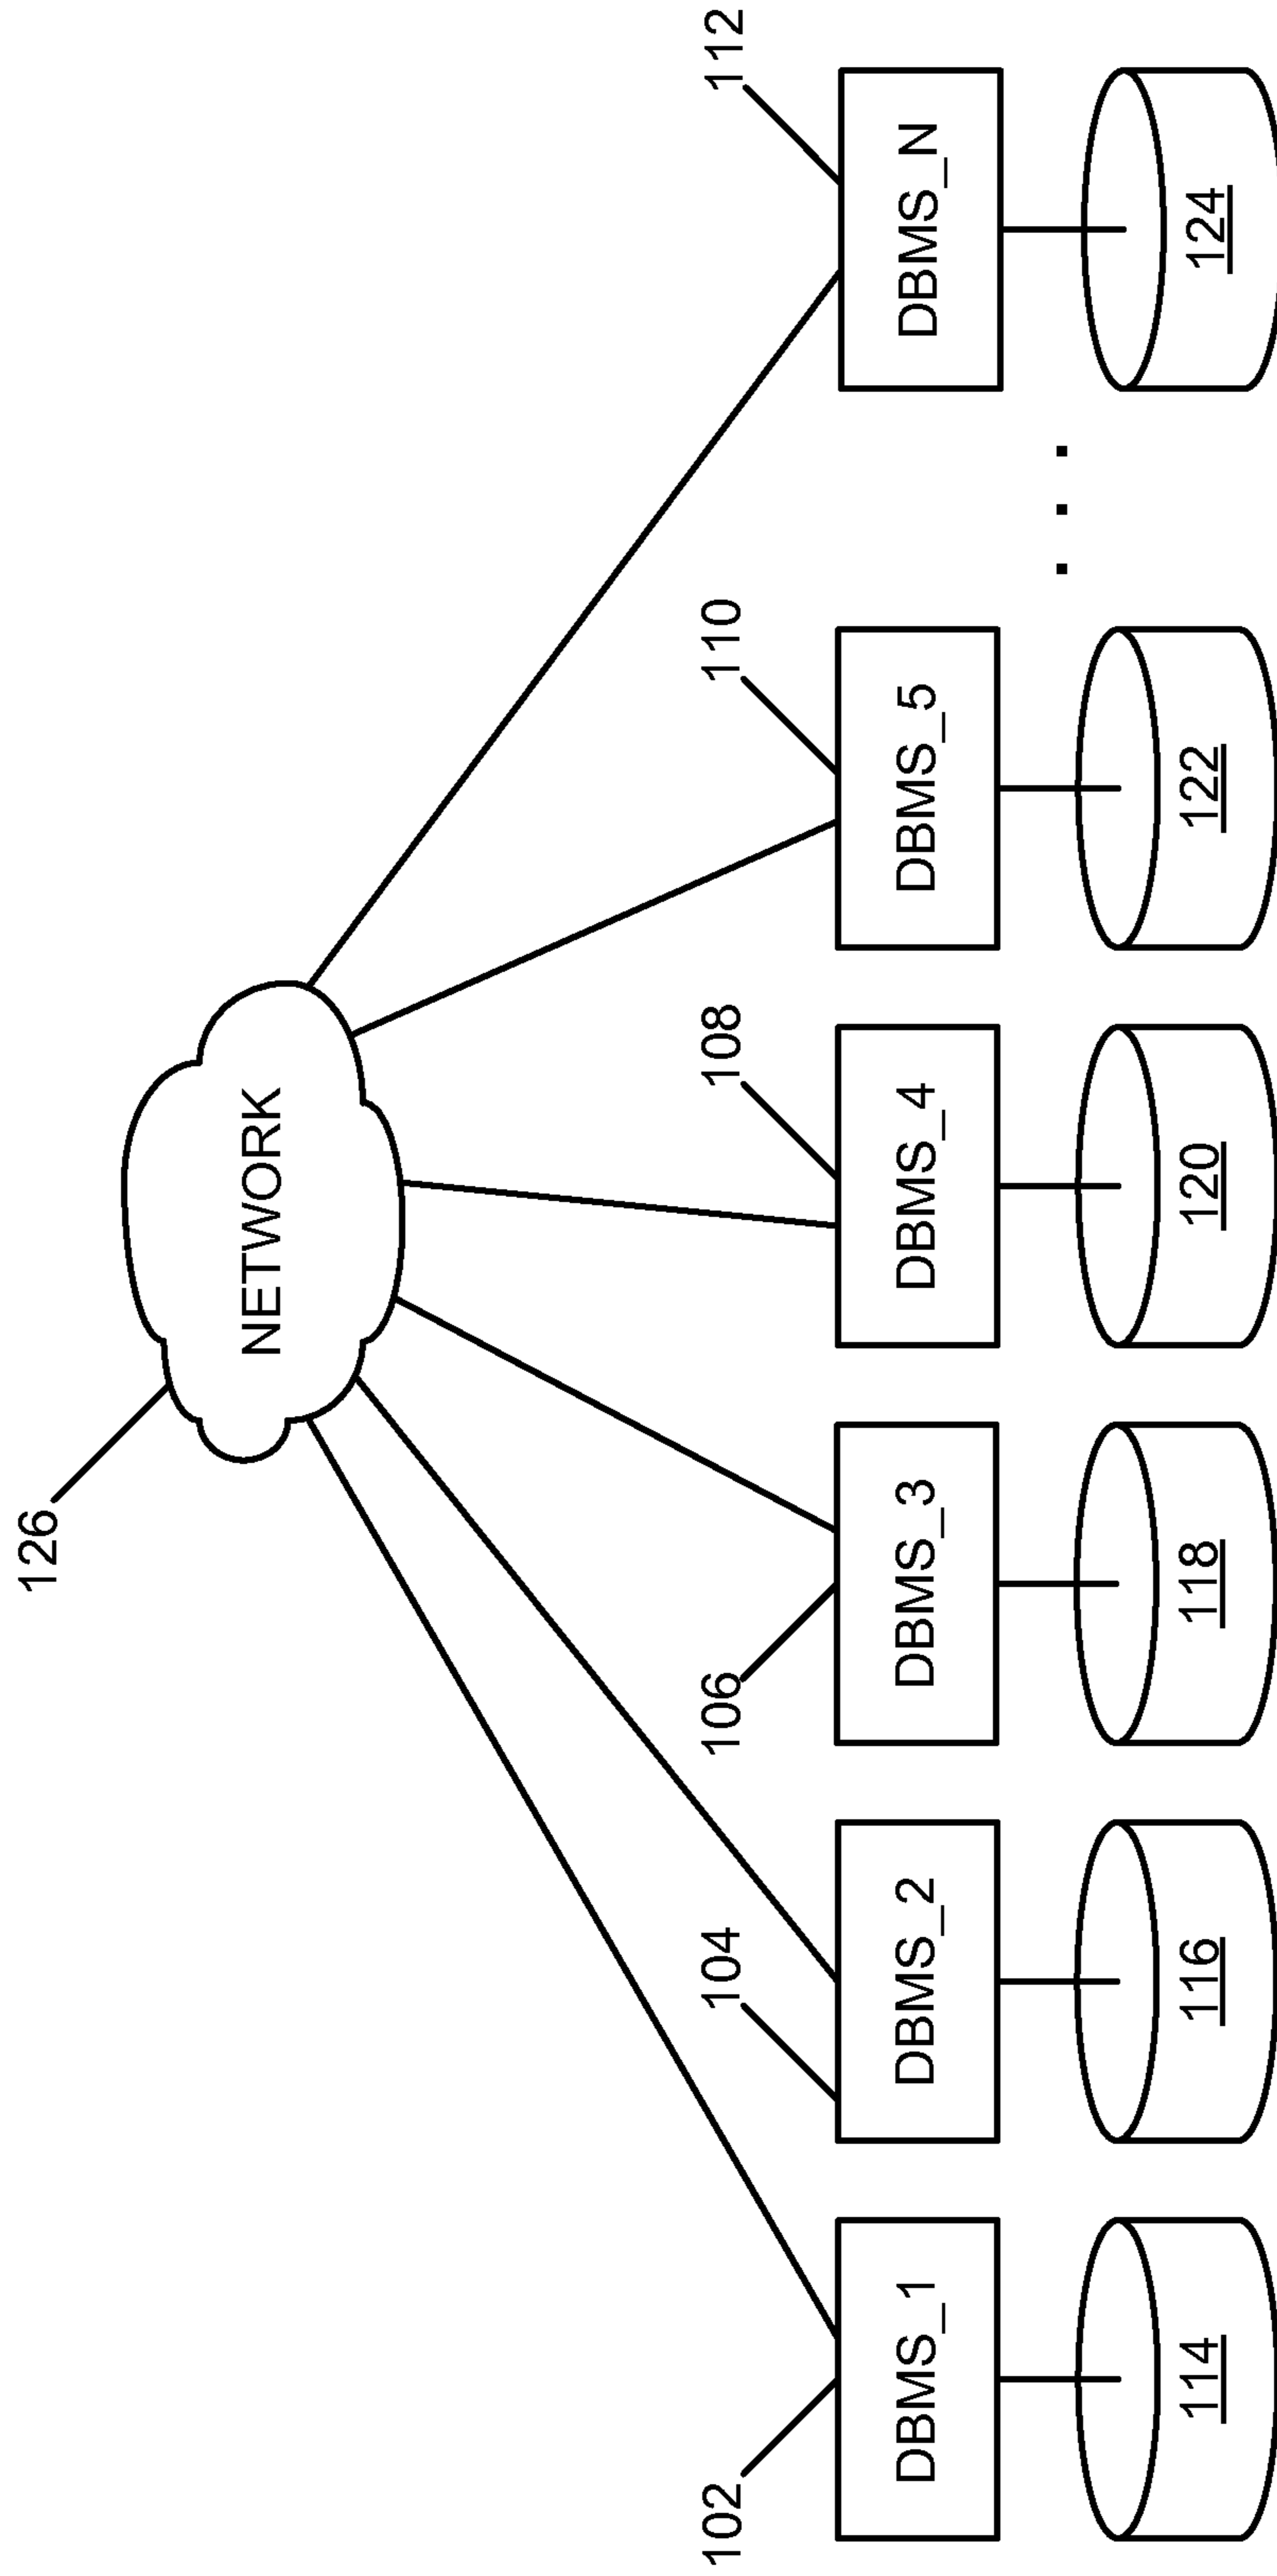 126
NETWORK
102
104
106
108
110
112
DBMS_1
DBMS_2
DBMS_3
DBMS_4
DBMS_5
DBMS_N
. . .
114
116
118
120
122
124